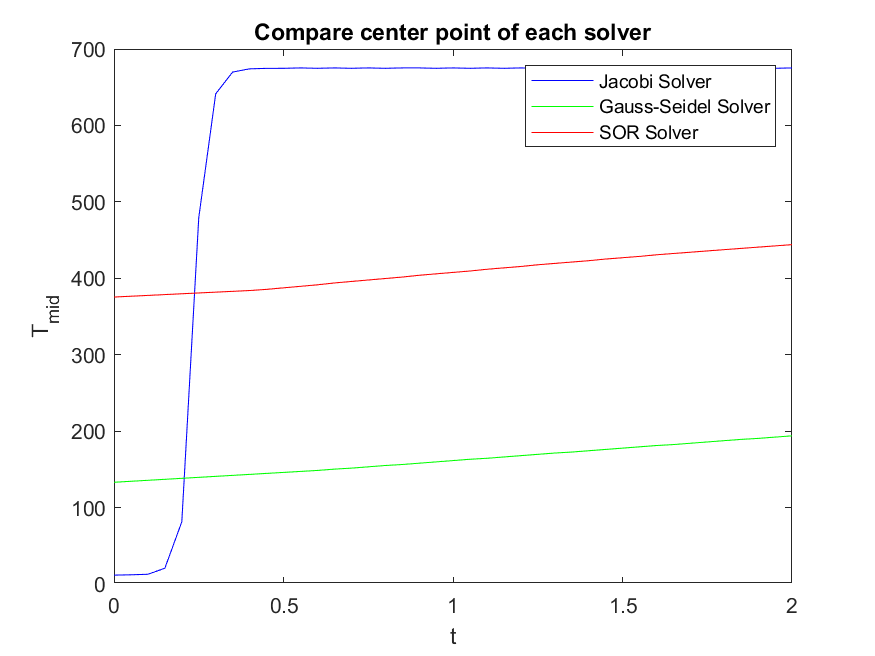 Compare center point of each solver
700
600
500
400
300
200
100
0
T_mid
Jacobi Solver
Gauss-Seidel Solver
SOR Solver
0 0.5 1 1.5 2
t